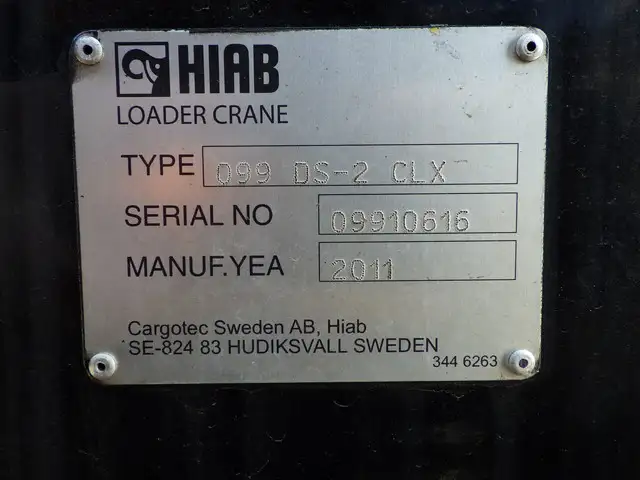 HIAB
LOADER CRANE
TYPE 099 DS-2 CLX
SERIAL NO 09910616
MANUF.YEA 2011
Cargotec Sweden AB, Hiab
SE-824 83 HUDIKSVALL SWEDEN
344 6263